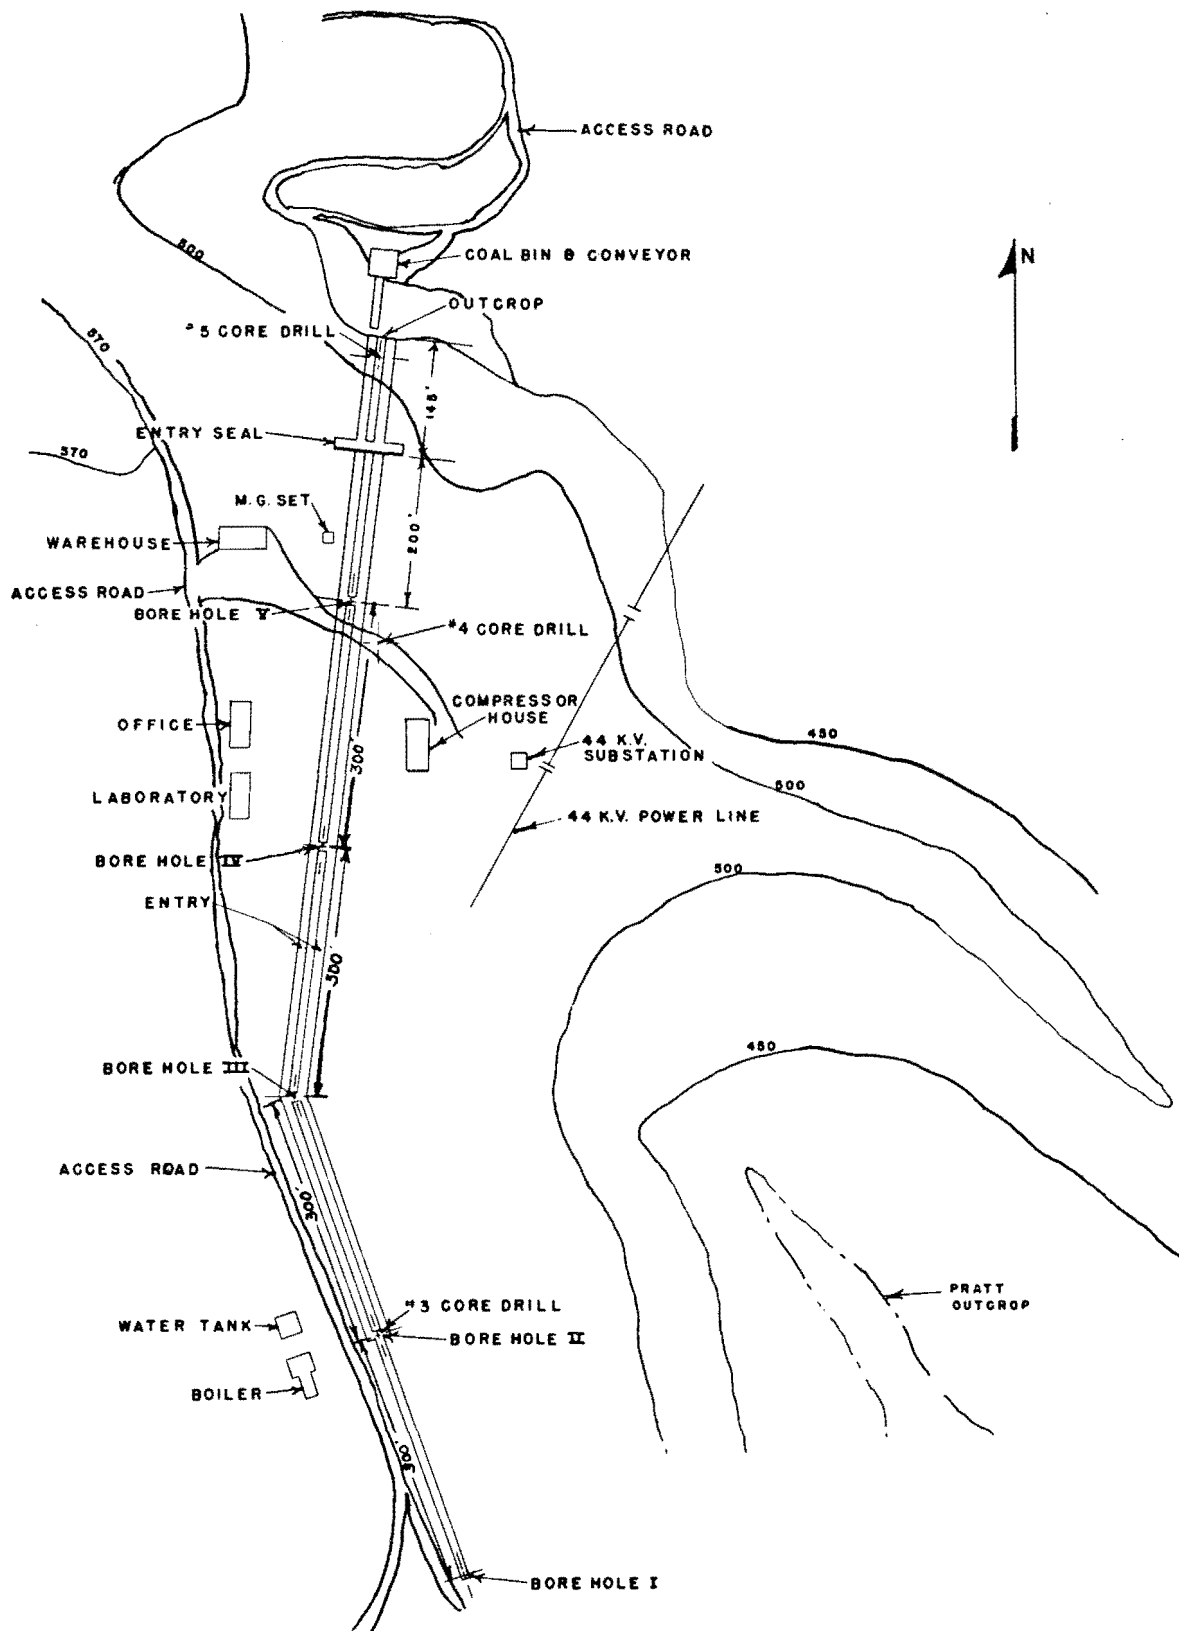 ACCESS ROAD
COAL BIN & CONVEYOR
N
500
OUTCROP
#5 CORE DRILL
570
145'
ENTRY SEAL
570
M.G. SET
WAREHOUSE
200'
ACCESS ROAD
BORE HOLE V
#4 CORE DRILL
COMPRESSOR
HOUSE
OFFICE
44 K.V.
SUBSTATION
450
300'
500
LABORATORY
44 K.V. POWER LINE
BORE HOLE IV
500
ENTRY
300'
450
BORE HOLE III
ACCESS ROAD
300'
PRATT
OUTCROP
#3 CORE DRILL
WATER TANK
BORE HOLE II
BOILER
300'
BORE HOLE I